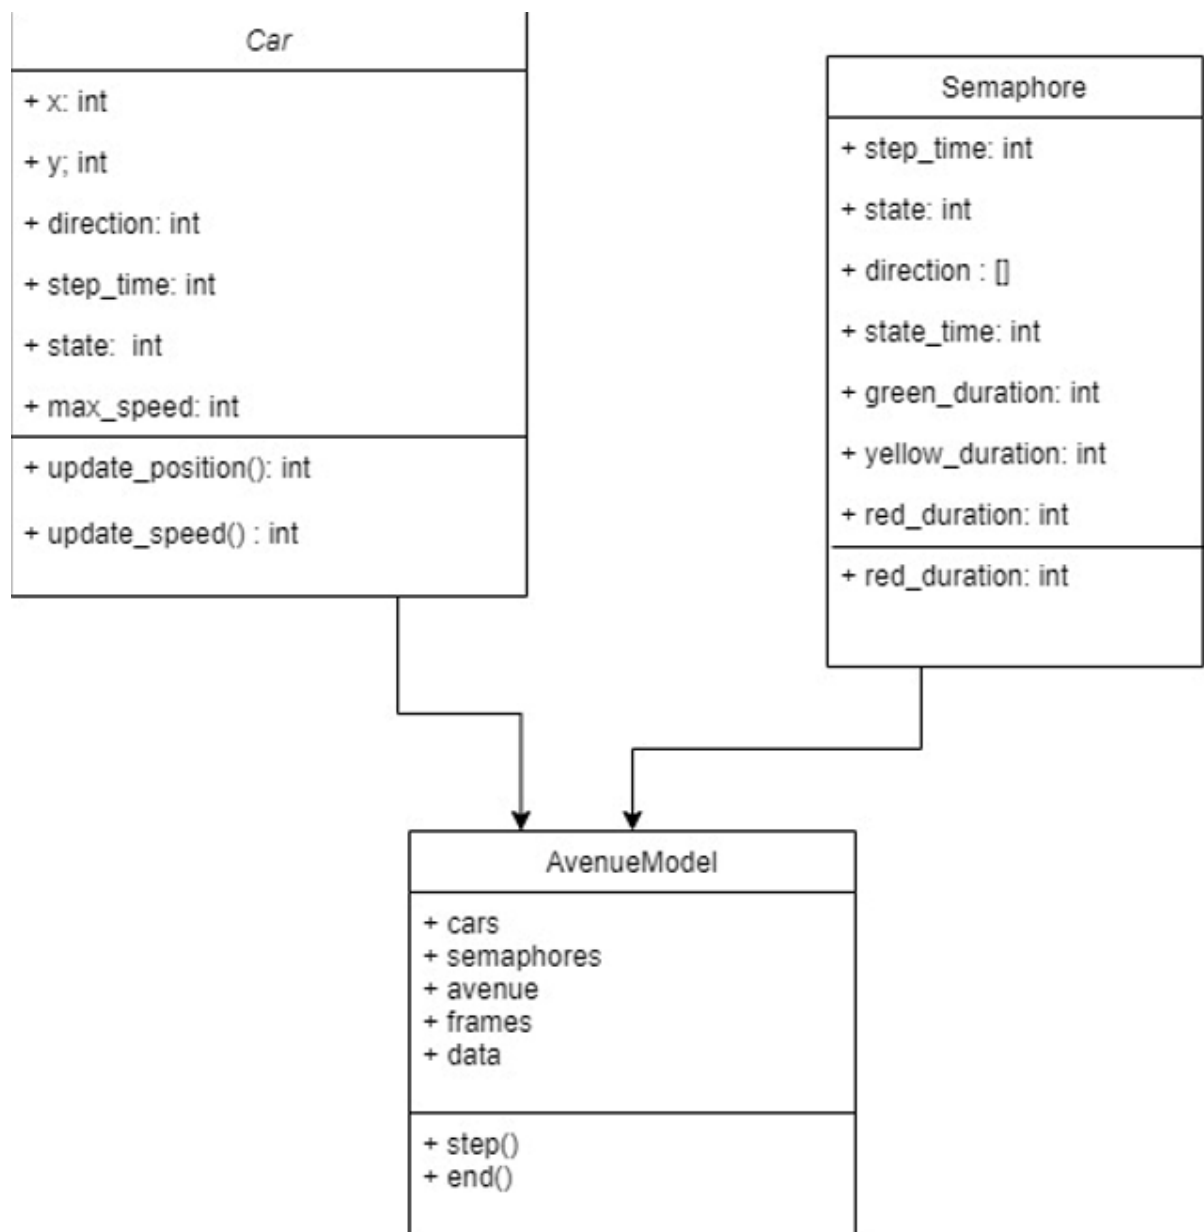 Car
+ x: int
+ y; int
+ direction: int
+ step_time: int
+ state:  int
+ max_speed: int
+ update_position(): int
+ update_speed() : int
Semaphore
+ step_time: int
+ state: int
+ direction : []
+ state_time: int
+ green_duration: int
+ yellow_duration: int
+ red_duration: int
+ red_duration: int
AvenueModel
+ cars
+ semaphores
+ avenue
+ frames
+ data
+ step()
+ end()